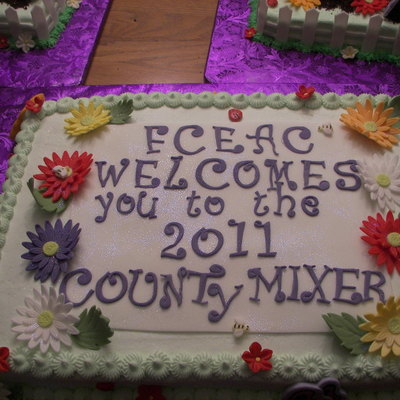 FCEAC
WELCOMES
you to the
2011
COUNTy MIXER